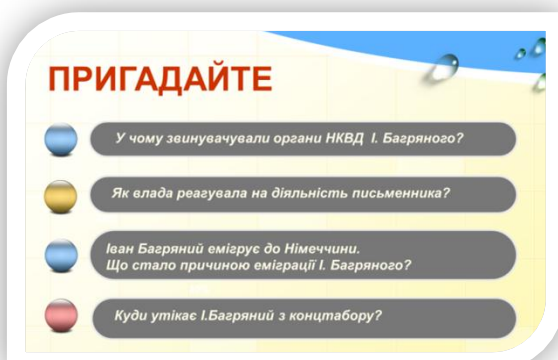 ПРИГАДАЙТЕ
У чому звинувачували органи НКВД І. Багряного?
Як влада реагувала на діяльність письменника?
Іван Багряний емігрує до Німеччини.
Що стало причиною еміграції І. Багряного?
Куди утікає І.Багряний з концтабору?